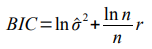 BIC = ln σ̂² + ln n / n r